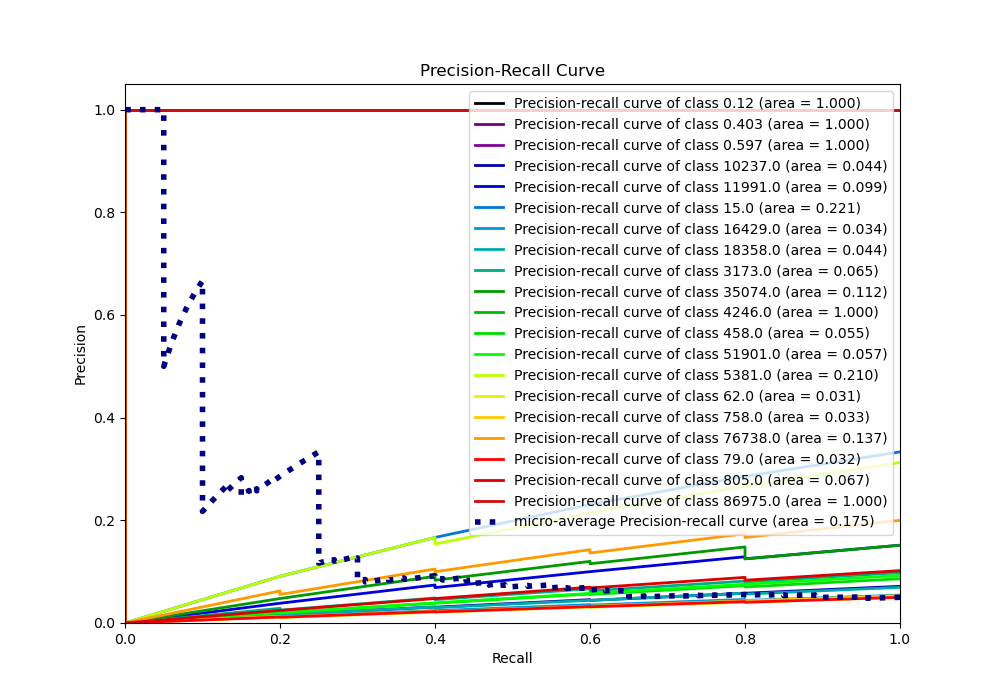 Precision-Recall Curve
Precision-recall curve of class 0.12 (area = 1.000)
Precision-recall curve of class 0.403 (area = 1.000)
Precision-recall curve of class 0.597 (area = 1.000)
Precision-recall curve of class 10237.0 (area = 0.044)
Precision-recall curve of class 11991.0 (area = 0.099)
Precision-recall curve of class 15.0 (area = 0.221)
Precision-recall curve of class 16429.0 (area = 0.034)
Precision-recall curve of class 18358.0 (area = 0.044)
Precision-recall curve of class 3173.0 (area = 0.065)
Precision-recall curve of class 35074.0 (area = 0.112)
Precision-recall curve of class 4246.0 (area = 1.000)
Precision-recall curve of class 458.0 (area = 0.055)
Precision-recall curve of class 51901.0 (area = 0.057)
Precision-recall curve of class 5381.0 (area = 0.210)
Precision-recall curve of class 62.0 (area = 0.031)
Precision-recall curve of class 758.0 (area = 0.033)
Precision-recall curve of class 76738.0 (area = 0.137)
Precision-recall curve of class 79.0 (area = 0.032)
Precision-recall curve of class 805.0 (area = 0.067)
Precision-recall curve of class 86975.0 (area = 1.000)
micro-average Precision-recall curve (area = 0.175)
1.0
0.8
0.6
0.4
0.2
0.0
Precision
0.0 0.2 0.4 0.6 0.8 1.0
Recall